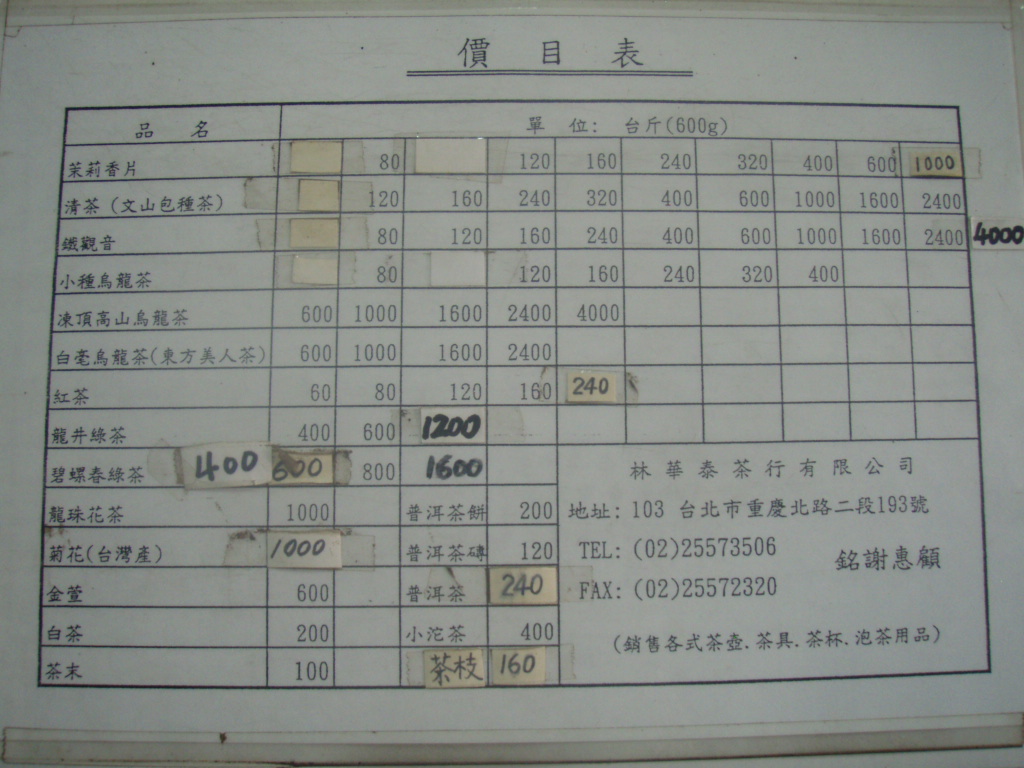 價目表
品名 單位: 台斤(600g)
茉莉香片 80 120 160 240 320 400 600 1000
清茶 (文山包種茶) 120 160 240 320 400 600 1000 1600 2400
鐵觀音 80 120 160 240 400 600 1000 1600 2400 4000
小種烏龍茶 80 120 160 240 320 400
凍頂高山烏龍茶 600 1000 1600 2400 4000
白毫烏龍茶(東方美人茶) 600 1000 1600 2400
紅茶 60 80 120 160 240
龍井綠茶 400 600 1200
碧螺春綠茶 400 600 800 1600
龍珠花茶 1000 普洱茶餅 200
菊花(台灣產) 1000 普洱茶磚 120
金萱 600 普洱茶 240
白茶 200 小沱茶 400
茶末 100 茶枝 160
林華泰茶行有限公司
地址: 103 台北市重慶北路二段193號
TEL: (02)25573506
銘謝惠顧
FAX: (02)25572320
(銷售各式茶壺.茶具.茶杯.泡茶用品)